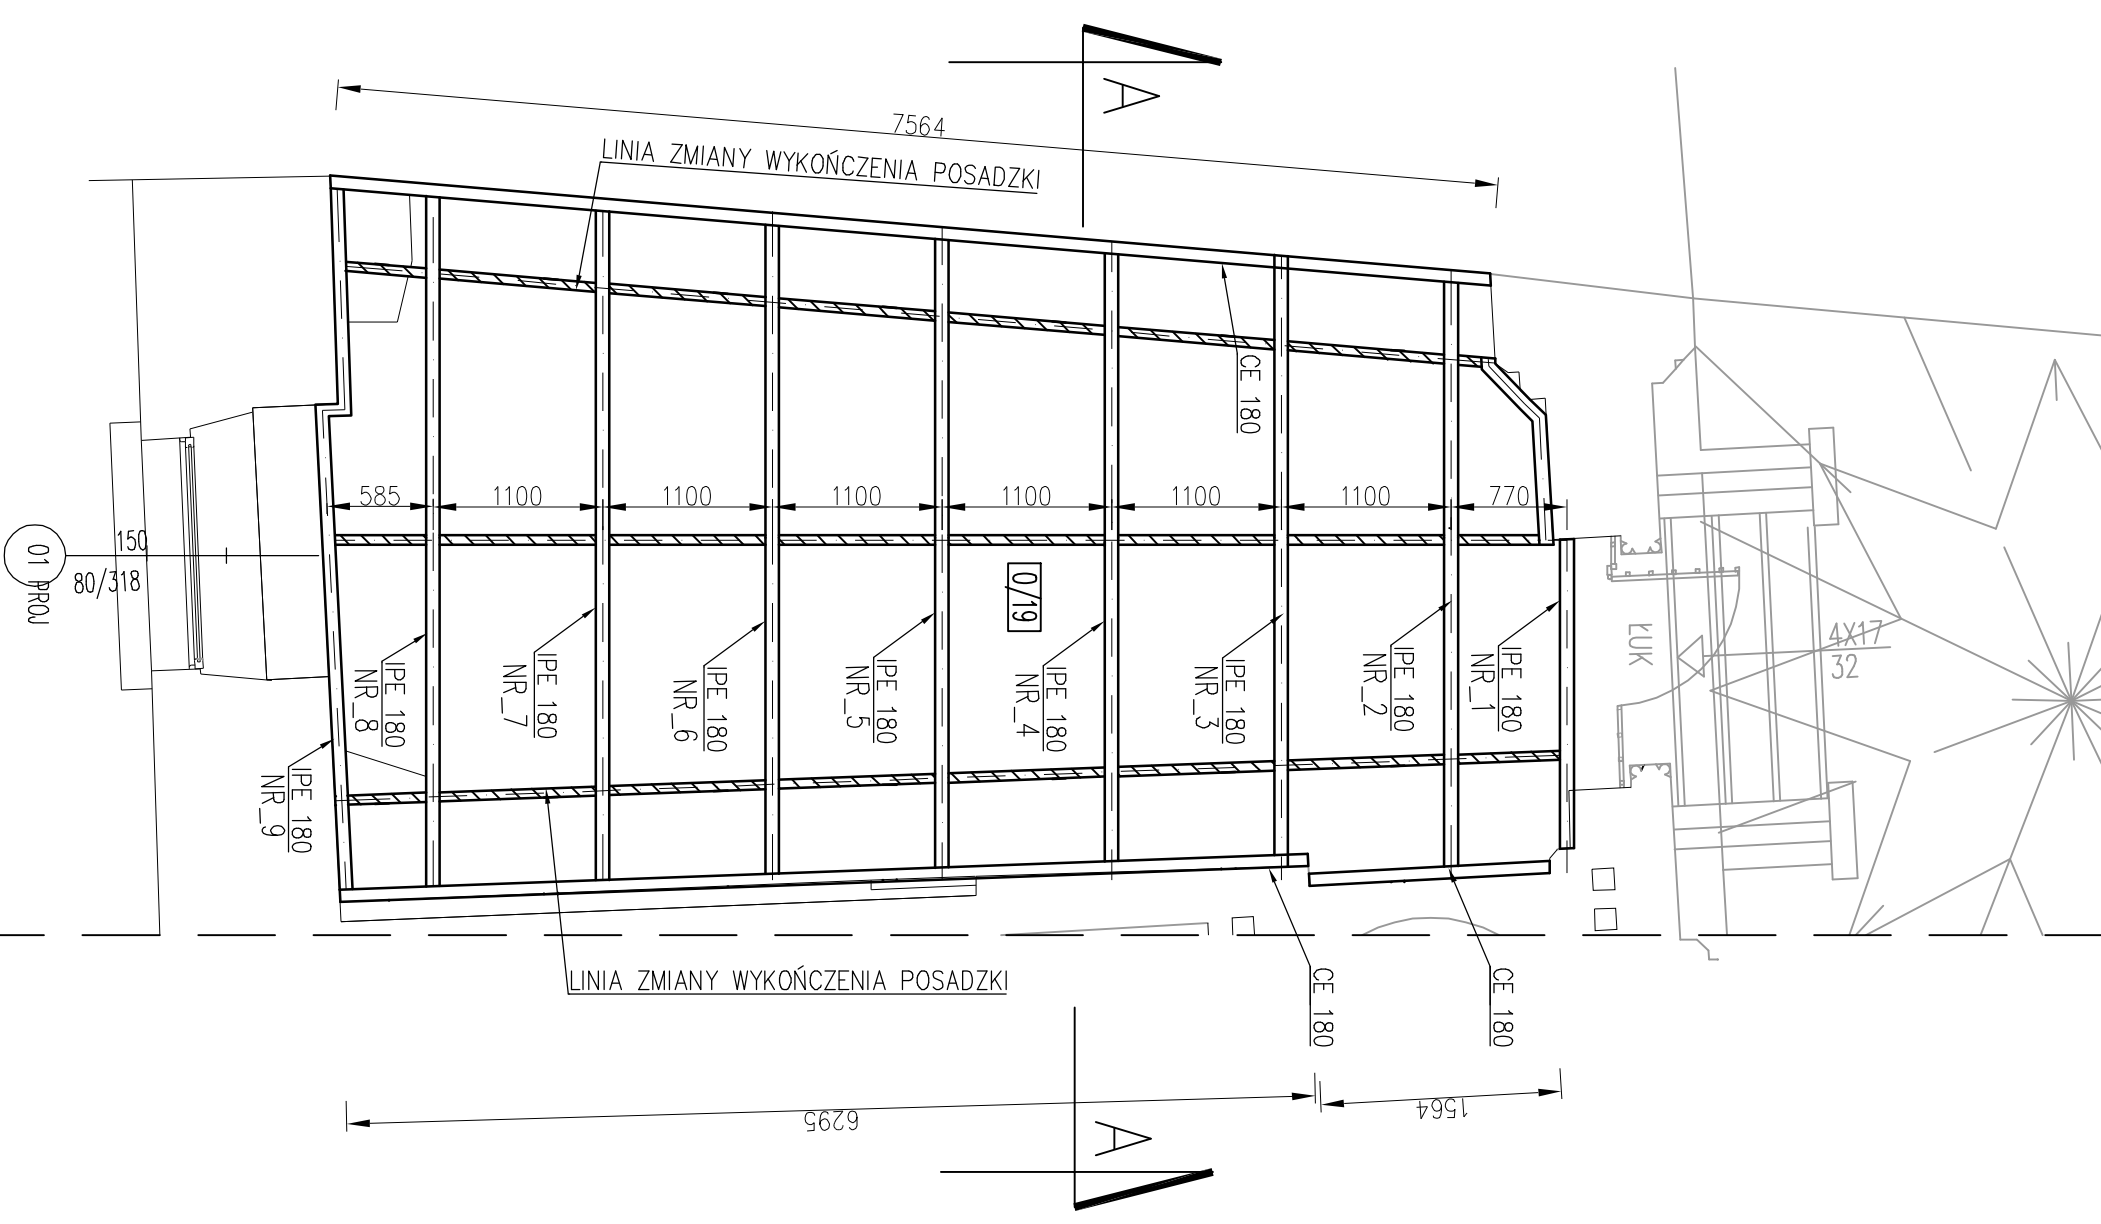 A
7564
LINIA ZMIANY WYKOŃCZENIA POSADZKI
CE 180
585
1100
1100
1100
1100
1100
1100
770
01 PROJ
150
80/318
0/19
IPE 180
NR_8
IPE 180
NR_7
IPE 180
NR_6
IPE 180
NR_5
IPE 180
NR_4
IPE 180
NR_3
IPE 180
NR_2
IPE 180
NR_1
ŁUK
4X17
32
IPE 180
NR_9
LINIA ZMIANY WYKOŃCZENIA POSADZKI
CE 180
CE 180
6295
1564
A